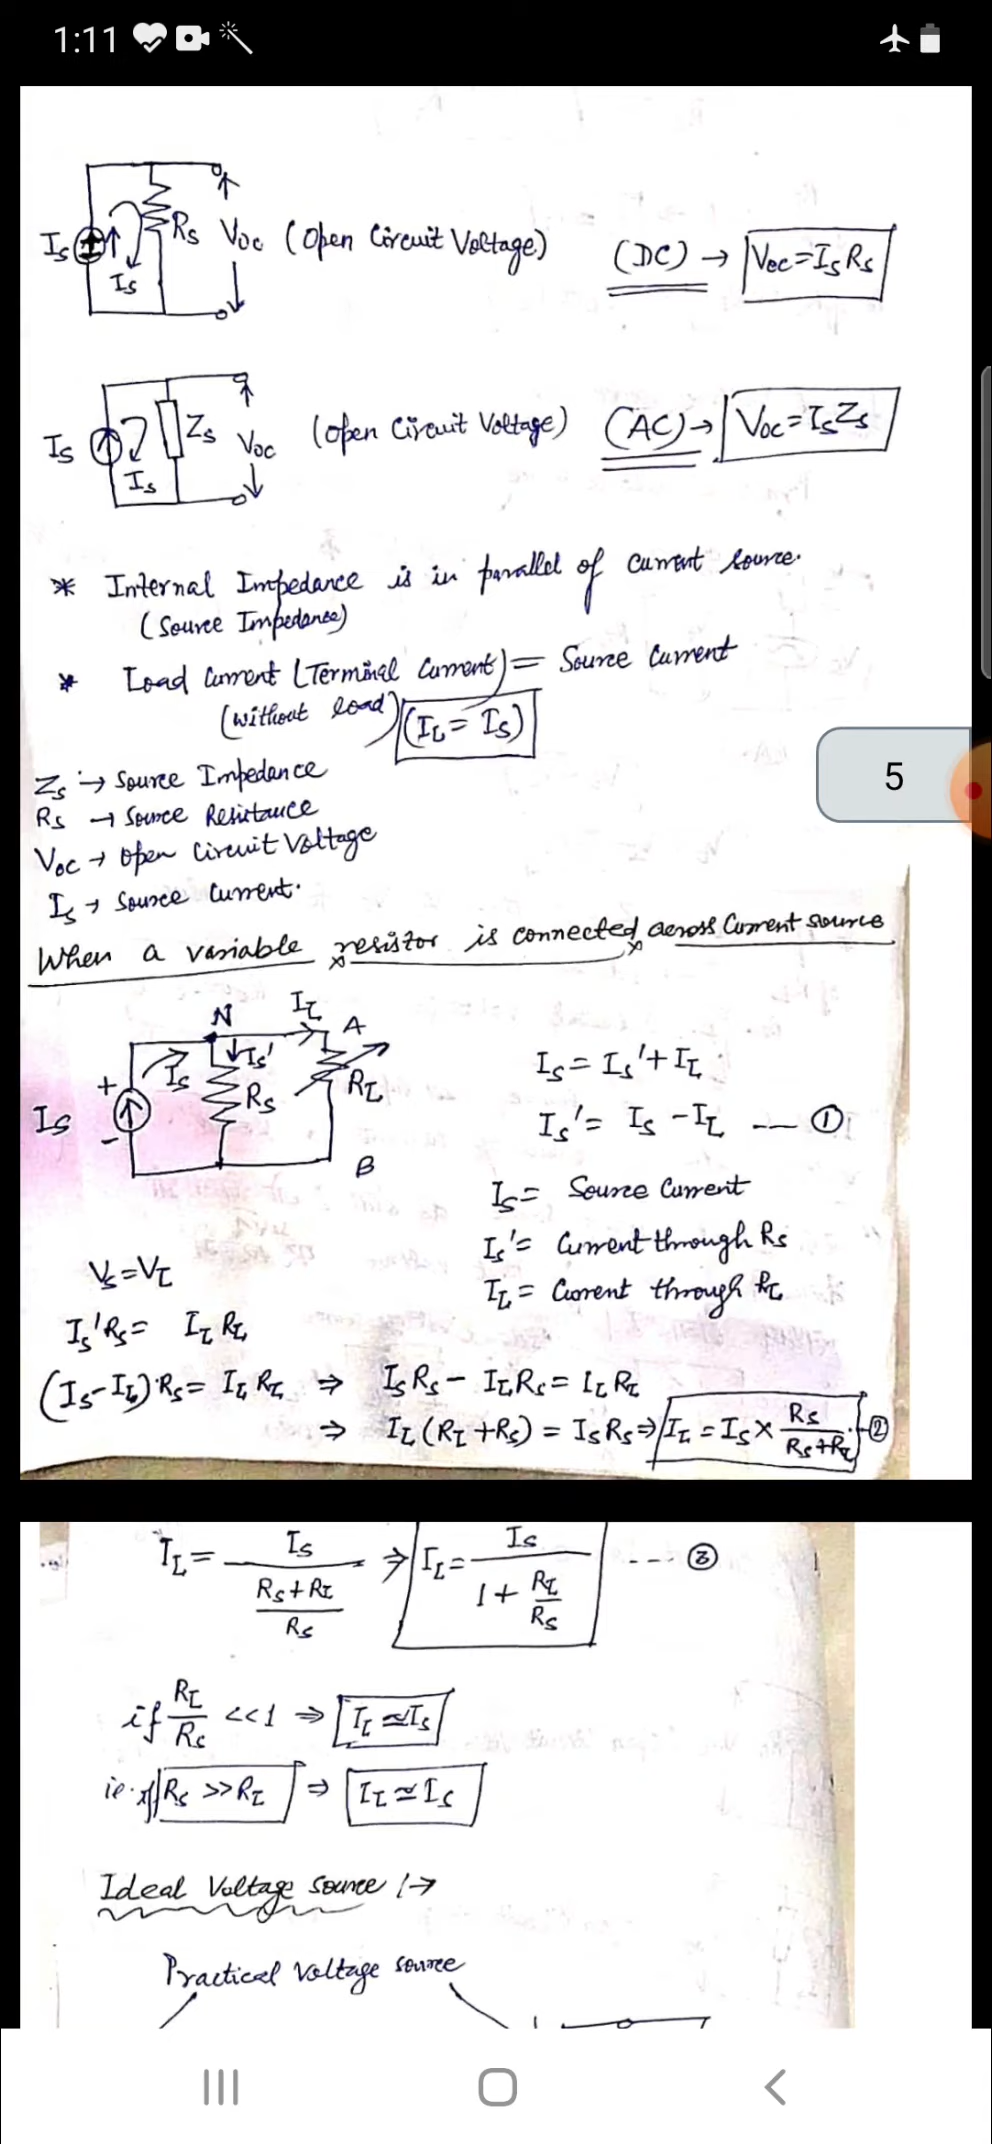 1:11
Is Is Rs Voc (Open Circuit Voltage) (DC) → Voc=IsRs
Is Is Zs Voc (open Circuit Voltage) (AC)→ Voc=IsZs
* Internal Impedance is in parallel of current source.
(Source Impedance)
* Load Current (Terminal Current) = Source Current
(without load) (IL = Is)
5
Zs → Source Impedance
Rs → Source Resistance
Voc → Open Circuit Voltage
Is → Source Current.
When a variable resistor is connected across Current source
N IL A
Is Is' Rs RL
+
Is
-
B
Is = Is'+IL
Is' = Is - IL --- ①
Is = Source Current
Is' = Current through Rs
IL = Current through RL
Vs=VL
Is'Rs = IL RL
(Is-IL)·Rs = IL RL ⇒ IsRs - ILRs = IL RL
⇒ IL (RL+Rs) = IsRs ⇒ IL = Is × Rs/(Rs+RL) ②
IL = Is/((Rs+RL)/Rs) ⇒ IL = Is/(1 + RL/Rs) ---- ③
if RL/Rs <<1 ⇒ IL ≃ Is
ie. if Rs >> RL ⇒ IL ≃ Is
Ideal Voltage source :→
Practical Voltage source